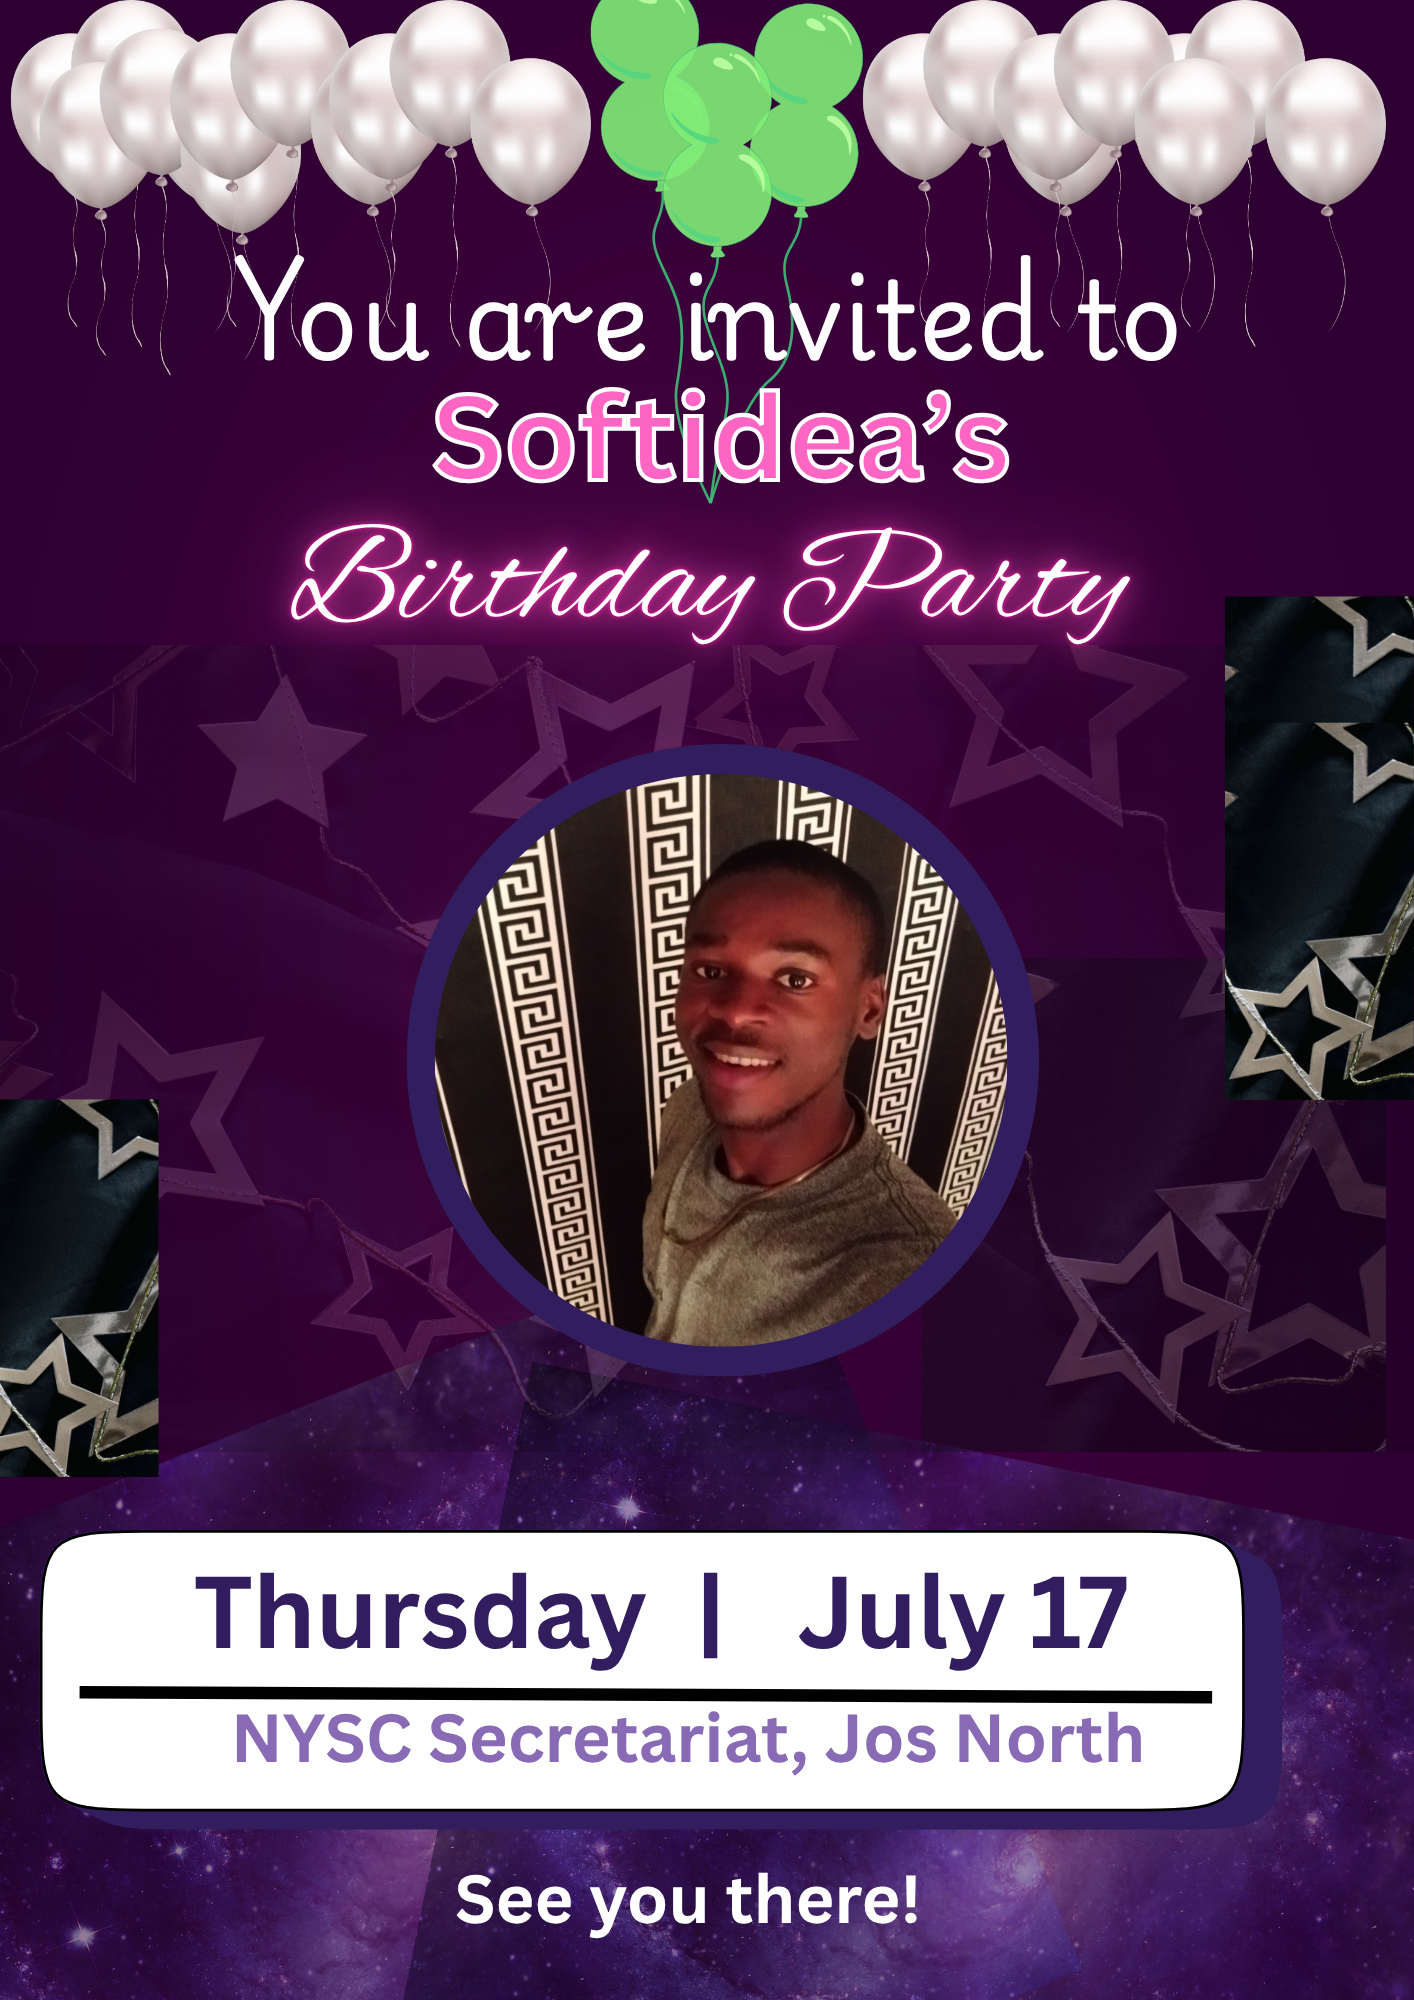 You are invited to
Softidea’s
Birthday Party
Thursday | July 17
NYSC Secretariat, Jos North
See you there!